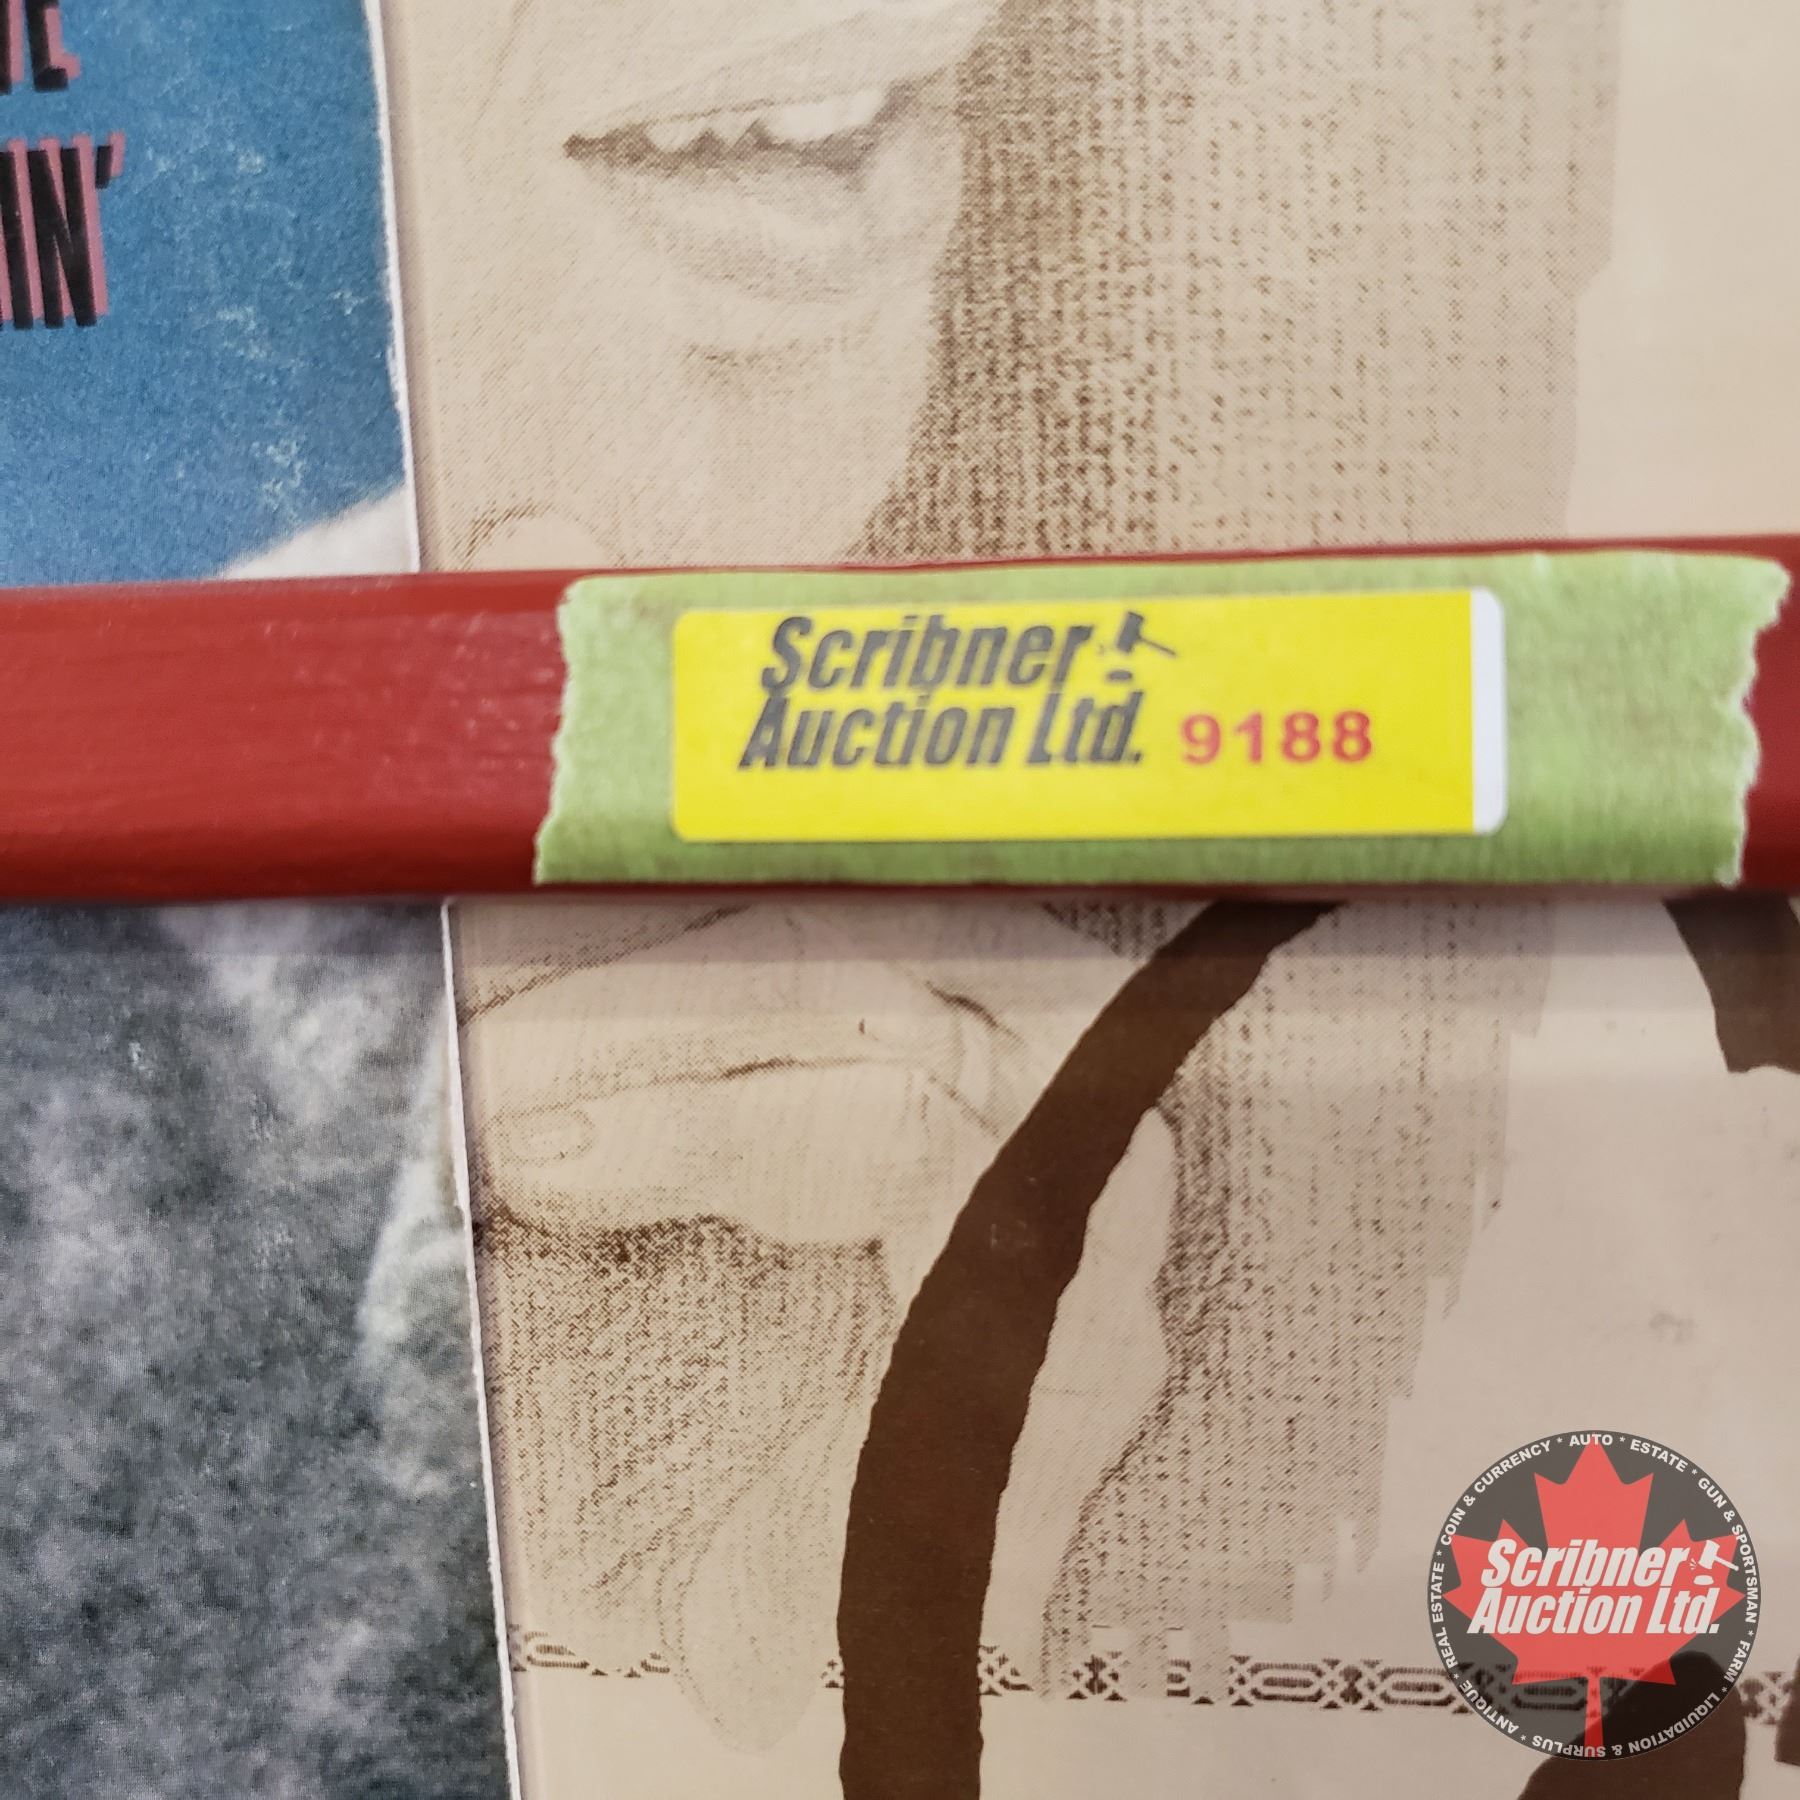 IN'
Scribner
Auction Ltd. 9188
COIN & CURRENCY * AUTO * ESTATE * GUN & SPORTSMAN * FARM * LIQUIDATION & SURPLUS * ANTIQUE * REAL ESTATE *
Scribner
Auction Ltd.